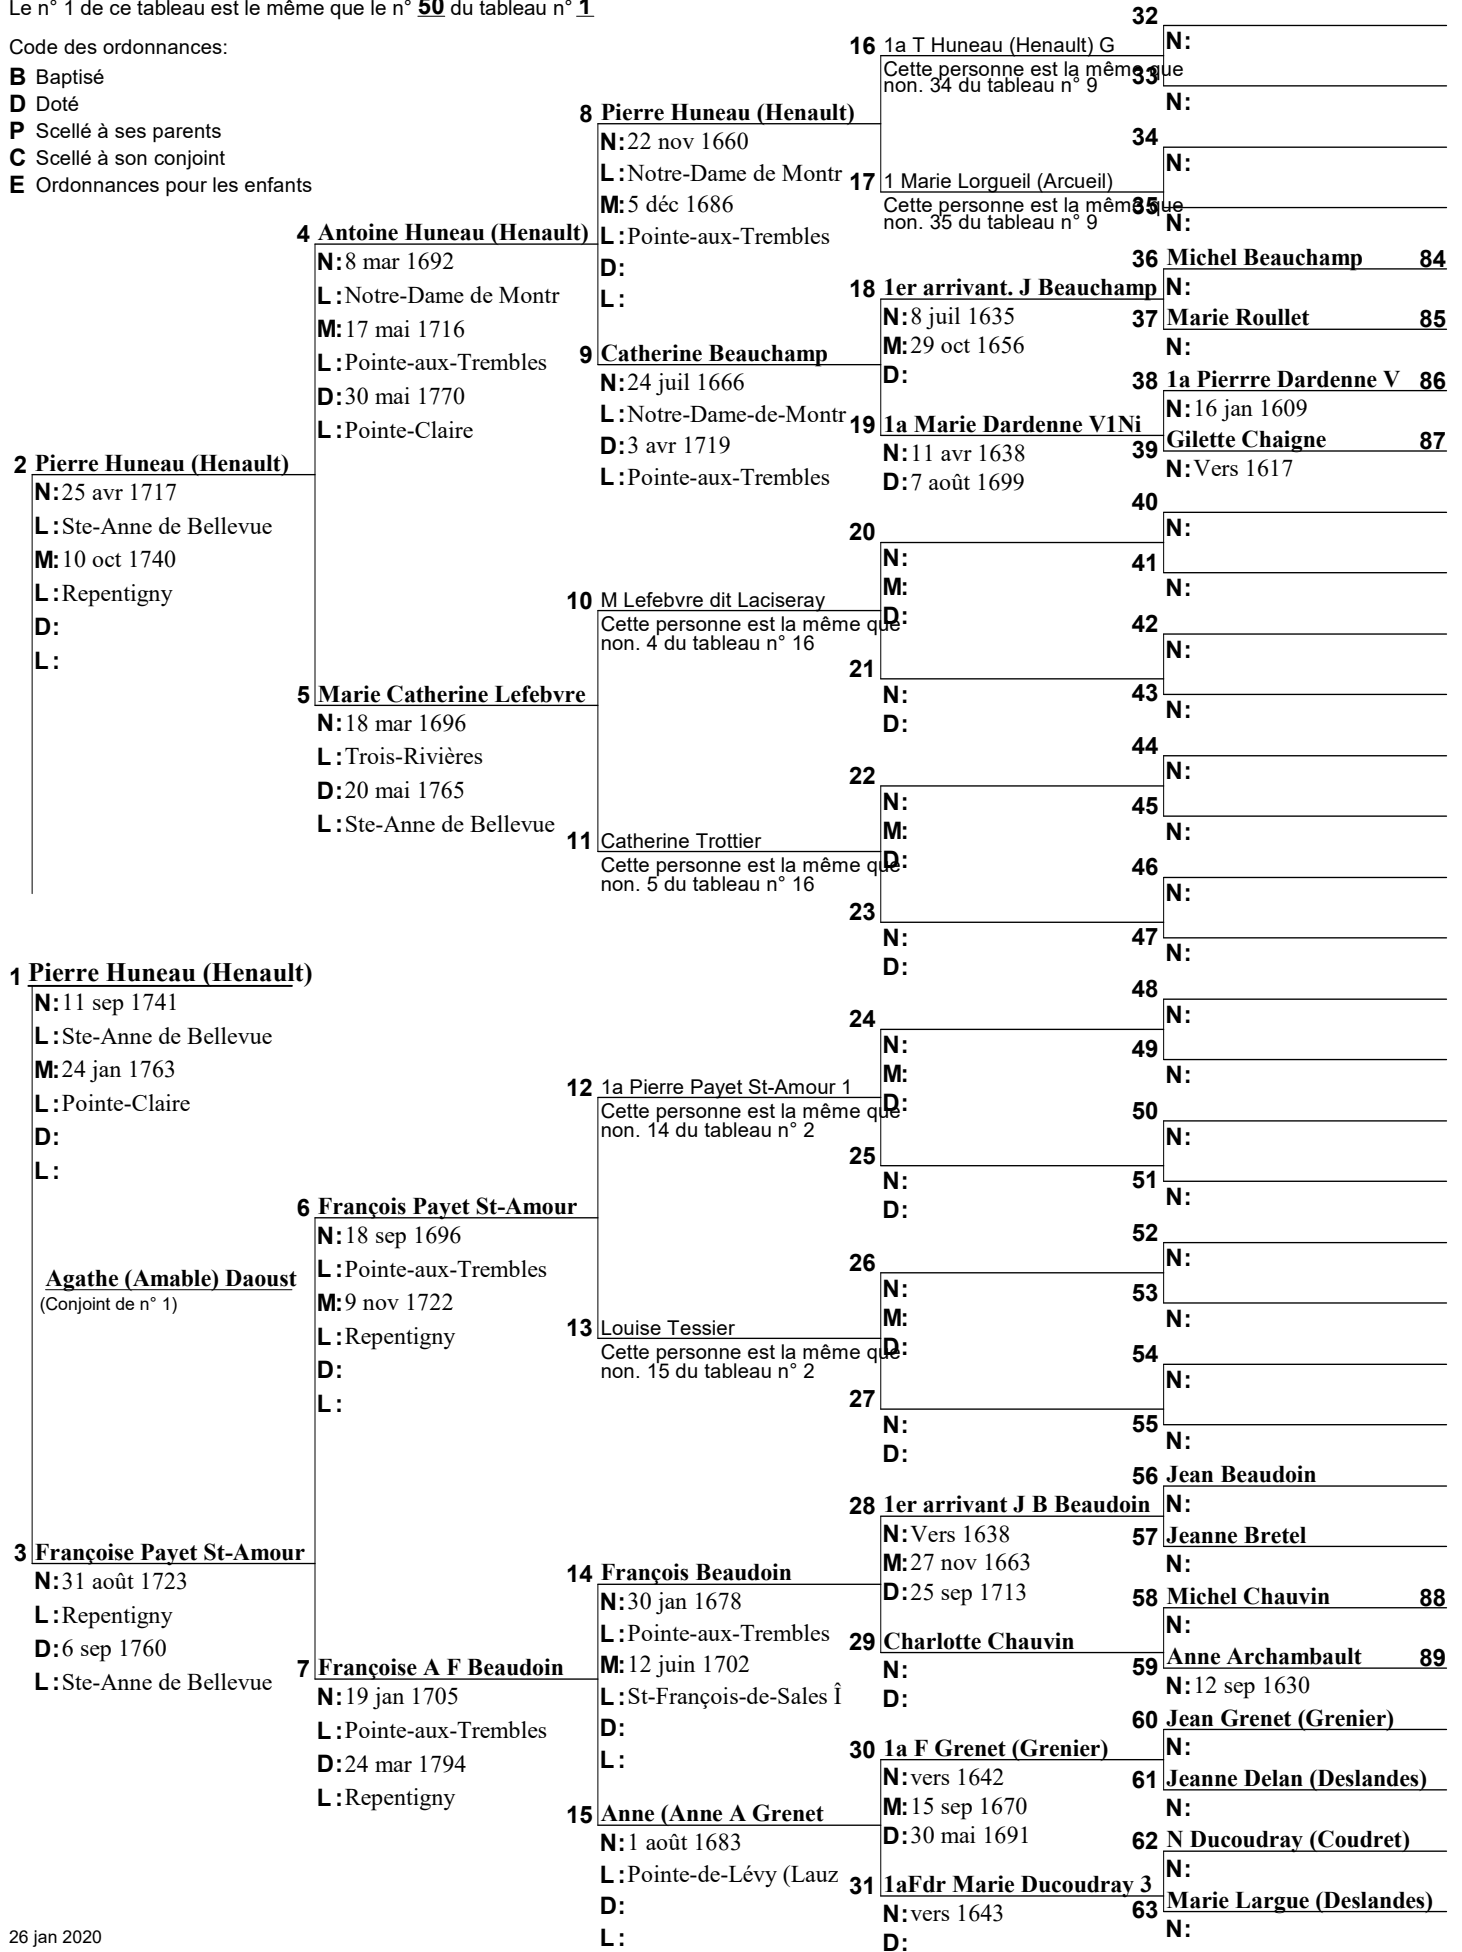 Le n° 1 de ce tableau est le même que le n° 50 du tableau n° 1
Code des ordonnances:
B Baptisé
D Doté
P Scellé à ses parents
C Scellé à son conjoint
E Ordonnances pour les enfants
2 Pierre Huneau (Henault)
N: 25 avr 1717
L: Ste-Anne de Bellevue
M: 10 oct 1740
L: Repentigny
D:
L:
1 Pierre Huneau (Henault)
N: 11 sep 1741
L: Ste-Anne de Bellevue
M: 24 jan 1763
L: Pointe-Claire
D:
L:
Agathe (Amable) Daoust
(Conjoint de n° 1)
3 Françoise Payet St-Amour
N: 31 août 1723
L: Repentigny
D: 6 sep 1760
L: Ste-Anne de Bellevue
4 Antoine Huneau (Henault)
N: 8 mar 1692
L: Notre-Dame de Montr
M: 17 mai 1716
L: Pointe-aux-Trembles
D: 30 mai 1770
L: Pointe-Claire
5 Marie Catherine Lefebvre
N: 18 mar 1696
L: Trois-Rivières
D: 20 mai 1765
L: Ste-Anne de Bellevue
6 François Payet St-Amour
N: 18 sep 1696
L: Pointe-aux-Trembles
M: 9 nov 1722
L: Repentigny
D:
L:
7 Françoise A F Beaudoin
N: 19 jan 1705
L: Pointe-aux-Trembles
D: 24 mar 1794
L: Repentigny
8 Pierre Huneau (Henault)
N: 22 nov 1660
L: Notre-Dame de Montr
M: 5 déc 1686
L: Pointe-aux-Trembles
D:
L:
9 Catherine Beauchamp
N: 24 juil 1666
L: Notre-Dame-de-Montr
D: 3 avr 1719
L: Pointe-aux-Trembles
10 M Lefebvre dit Laciseray
Cette personne est la même que
non. 4 du tableau n° 16
11 Catherine Trottier
Cette personne est la même que
non. 5 du tableau n° 16
12 1a Pierre Payet St-Amour 1
Cette personne est la même que
non. 14 du tableau n° 2
13 Louise Tessier
Cette personne est la même que
non. 15 du tableau n° 2
14 François Beaudoin
N: 30 jan 1678
L: Pointe-aux-Trembles
M: 12 juin 1702
L: St-François-de-Sales Î
D:
L:
15 Anne (Anne A Grenet
N: 1 août 1683
L: Pointe-de-Lévy (Lauz
D:
L:
16 1a T Huneau (Henault) G
Cette personne est la même que
non. 34 du tableau n° 9
17 1 Marie Lorgueil (Arcueil)
Cette personne est la même que
non. 35 du tableau n° 9
18 1er arrivant. J Beauchamp
N: 8 juil 1635
M: 29 oct 1656
D:
19 1a Marie Dardenne V1Ni
N: 11 avr 1638
D: 7 août 1699
20
N:
M:
D:
21
N:
D:
22
N:
M:
D:
23
N:
D:
24
N:
M:
D:
25
N:
D:
26
N:
M:
D:
27
N:
D:
28 1er arrivant J B Beaudoin
N: Vers 1638
M: 27 nov 1663
D: 25 sep 1713
29 Charlotte Chauvin
N:
D:
30 1a F Grenet (Grenier)
N: vers 1642
M: 15 sep 1670
D: 30 mai 1691
31 1aFdr Marie Ducoudray 3
N: vers 1643
D:
32
N:
33
N:
34
N:
35
N:
36 Michel Beauchamp 84
N:
37 Marie Roullet 85
N:
38 1a Pierrre Dardenne V 86
N: 16 jan 1609
39 Gilette Chaigne 87
N: Vers 1617
40
N:
41
N:
42
N:
43
N:
44
N:
45
N:
46
N:
47
N:
48
N:
49
N:
50
N:
51
N:
52
N:
53
N:
54
N:
55
N:
56 Jean Beaudoin
N:
57 Jeanne Bretel
N:
58 Michel Chauvin 88
N:
59 Anne Archambault 89
N: 12 sep 1630
60 Jean Grenet (Grenier)
N:
61 Jeanne Delan (Deslandes)
N:
62 N Ducoudray (Coudret)
N:
63 Marie Largue (Deslandes)
N:
26 jan 2020